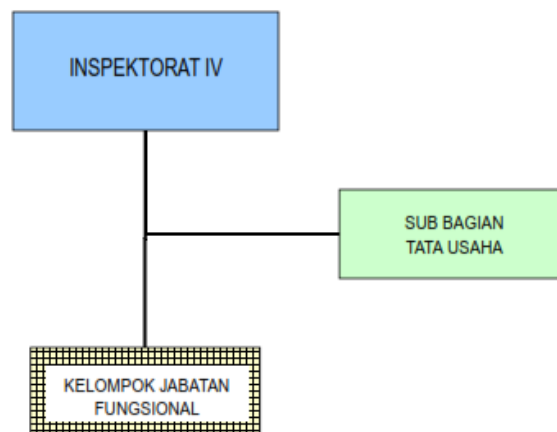 INSPEKTORAT IV
SUB BAGIAN
TATA USAHA
KELOMPOK JABATAN
FUNGSIONAL